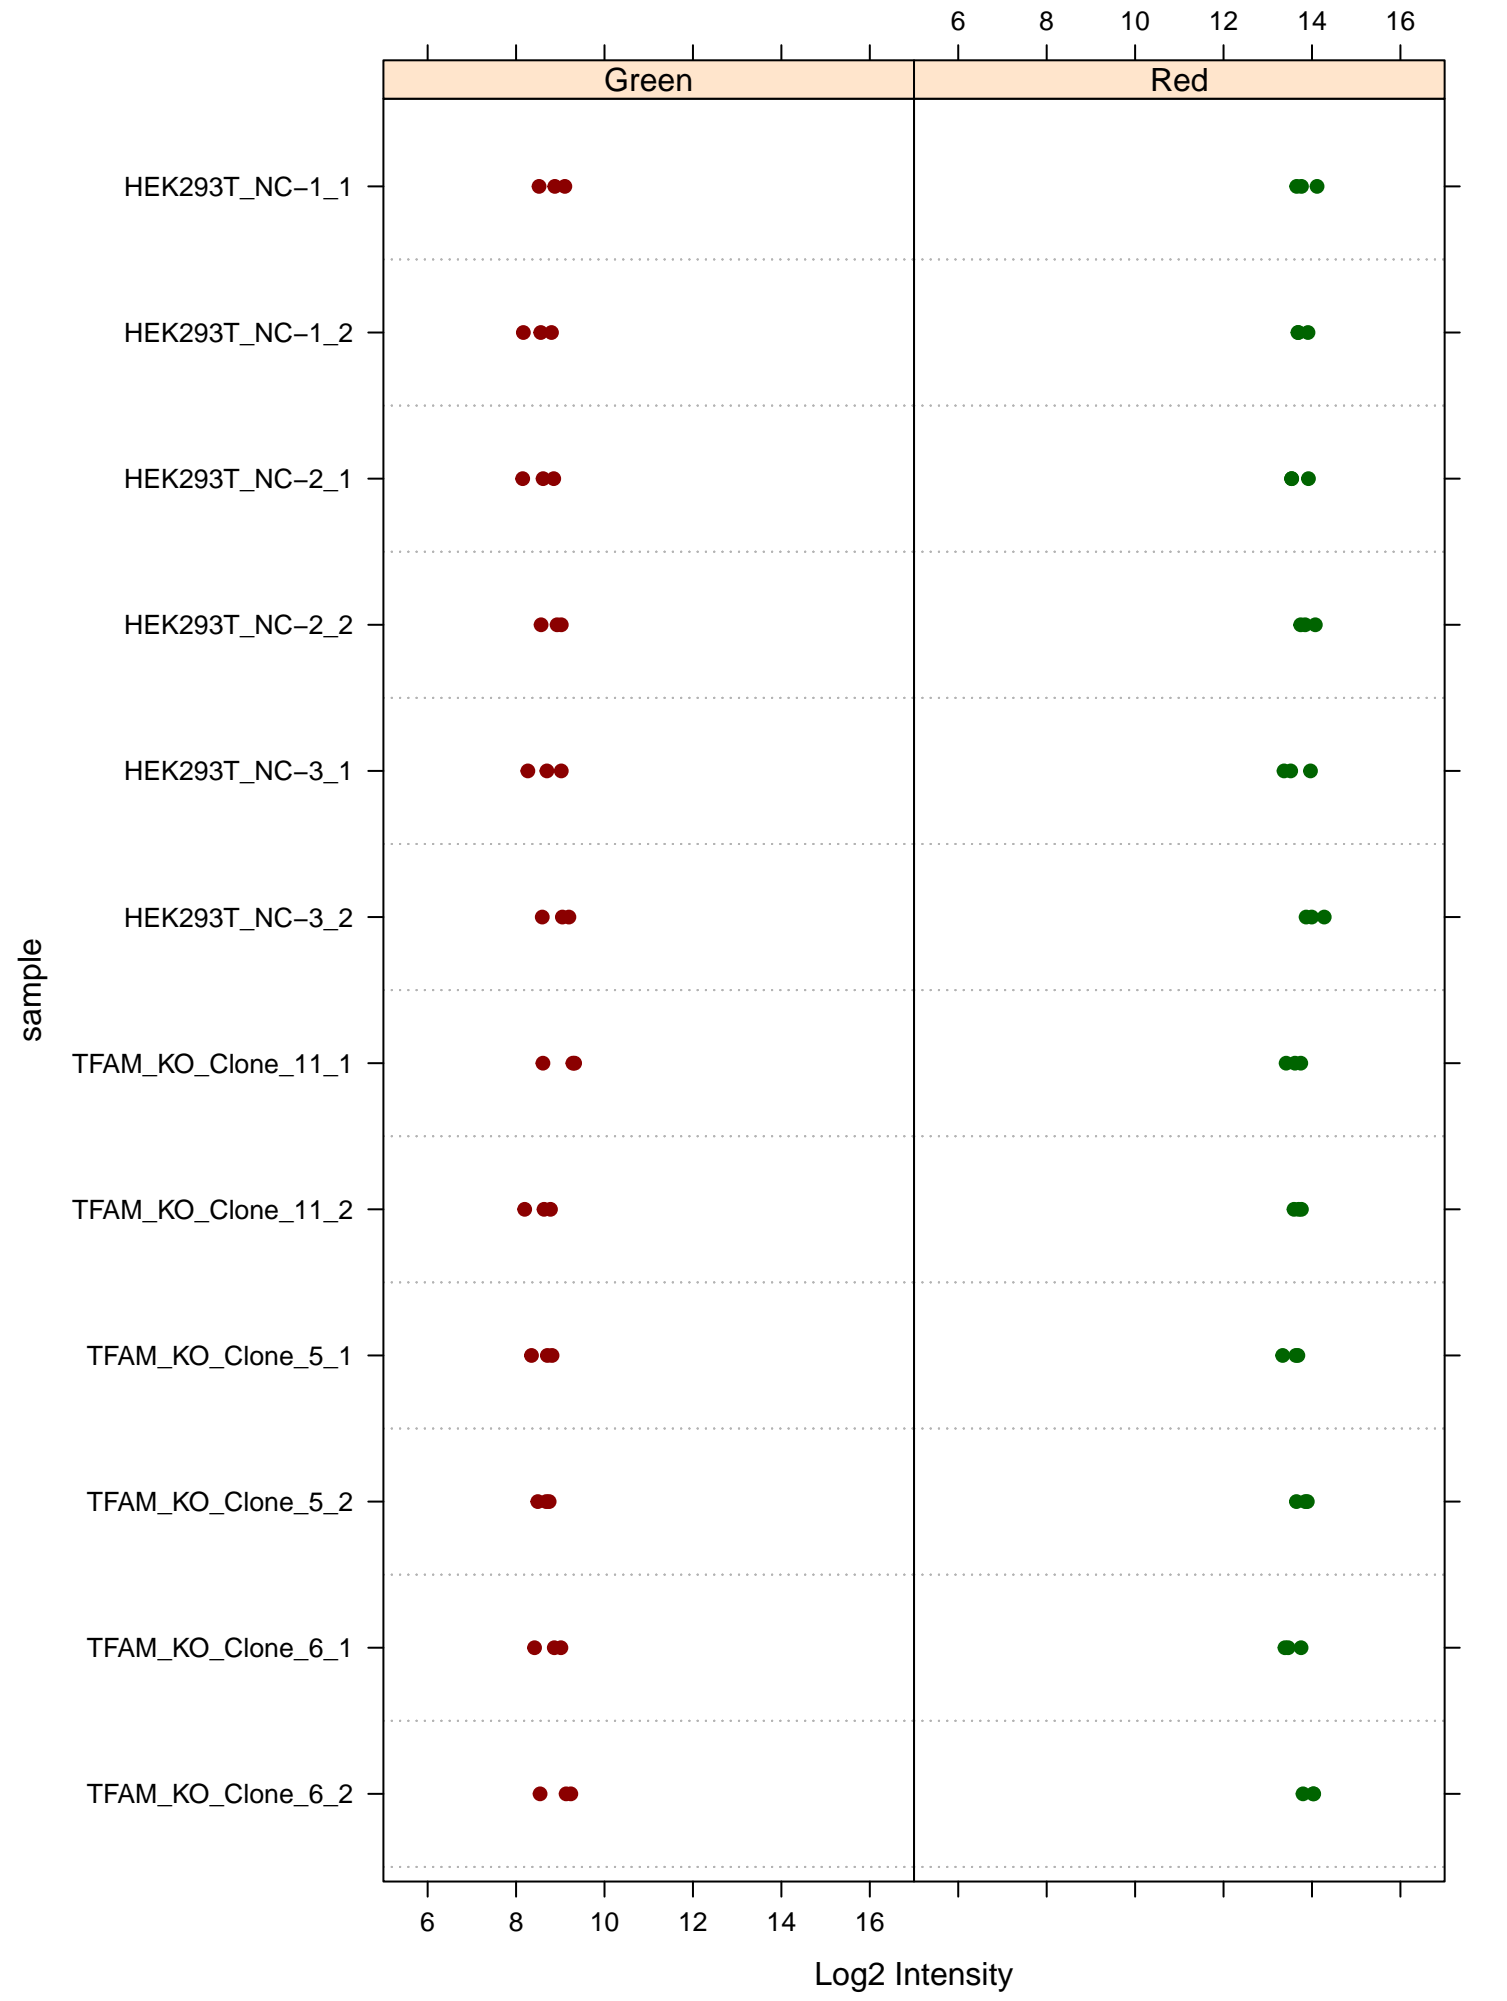 6 8 10 12 14 16
Green Red
HEK293T_NC−1_1
HEK293T_NC−1_2
HEK293T_NC−2_1
HEK293T_NC−2_2
HEK293T_NC−3_1
HEK293T_NC−3_2
sample
TFAM_KO_Clone_11_1
TFAM_KO_Clone_11_2
TFAM_KO_Clone_5_1
TFAM_KO_Clone_5_2
TFAM_KO_Clone_6_1
TFAM_KO_Clone_6_2
6 8 10 12 14 16
Log2 Intensity